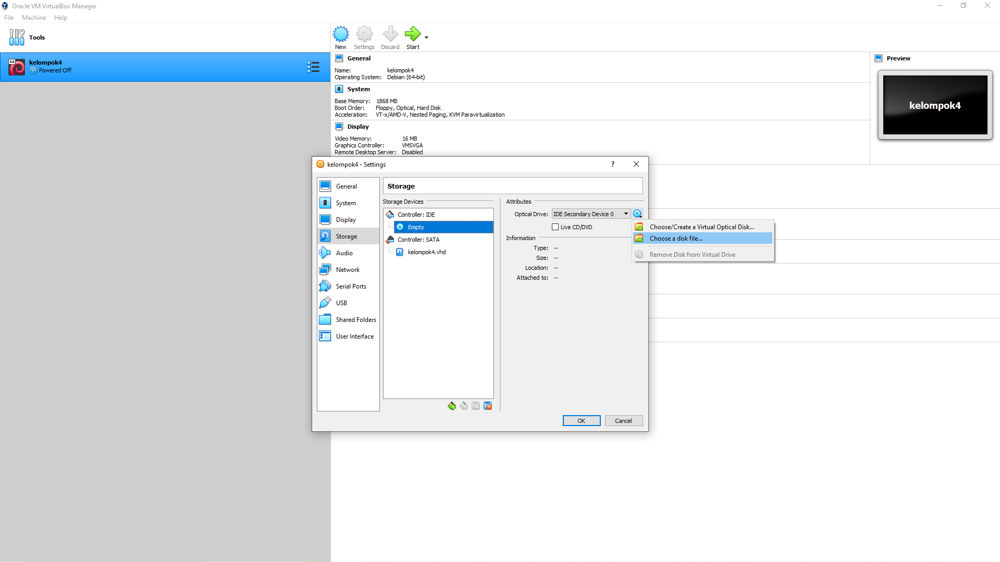 Oracle VM VirtualBox Manager
File Machine Help
Tools
New Settings Discard Start
64
kelompok4
Powered Off
General
Name: kelompok4
Operating System: Debian (64-bit)
System
Base Memory: 1868 MB
Boot Order: Floppy, Optical, Hard Disk
Acceleration: VT-x/AMD-V, Nested Paging, KVM Paravirtualization
Display
Video Memory: 16 MB
Graphics Controller: VMSVGA
Remote Desktop Server: Disabled
Preview
kelompok4
kelompok4 - Settings ?
General
System
Display
Storage
Audio
Network
Serial Ports
USB
Shared Folders
User Interface
Storage
Storage Devices
Controller: IDE
Empty
Controller: SATA
kelompok4.vhd
Attributes
Optical Drive: IDE Secondary Device 0
Live CD/DVD
Information
Type: --
Size: --
Location: --
Attached to: --
Choose/Create a Virtual Optical Disk...
Choose a disk file...
Remove Disk from Virtual Drive
OK Cancel